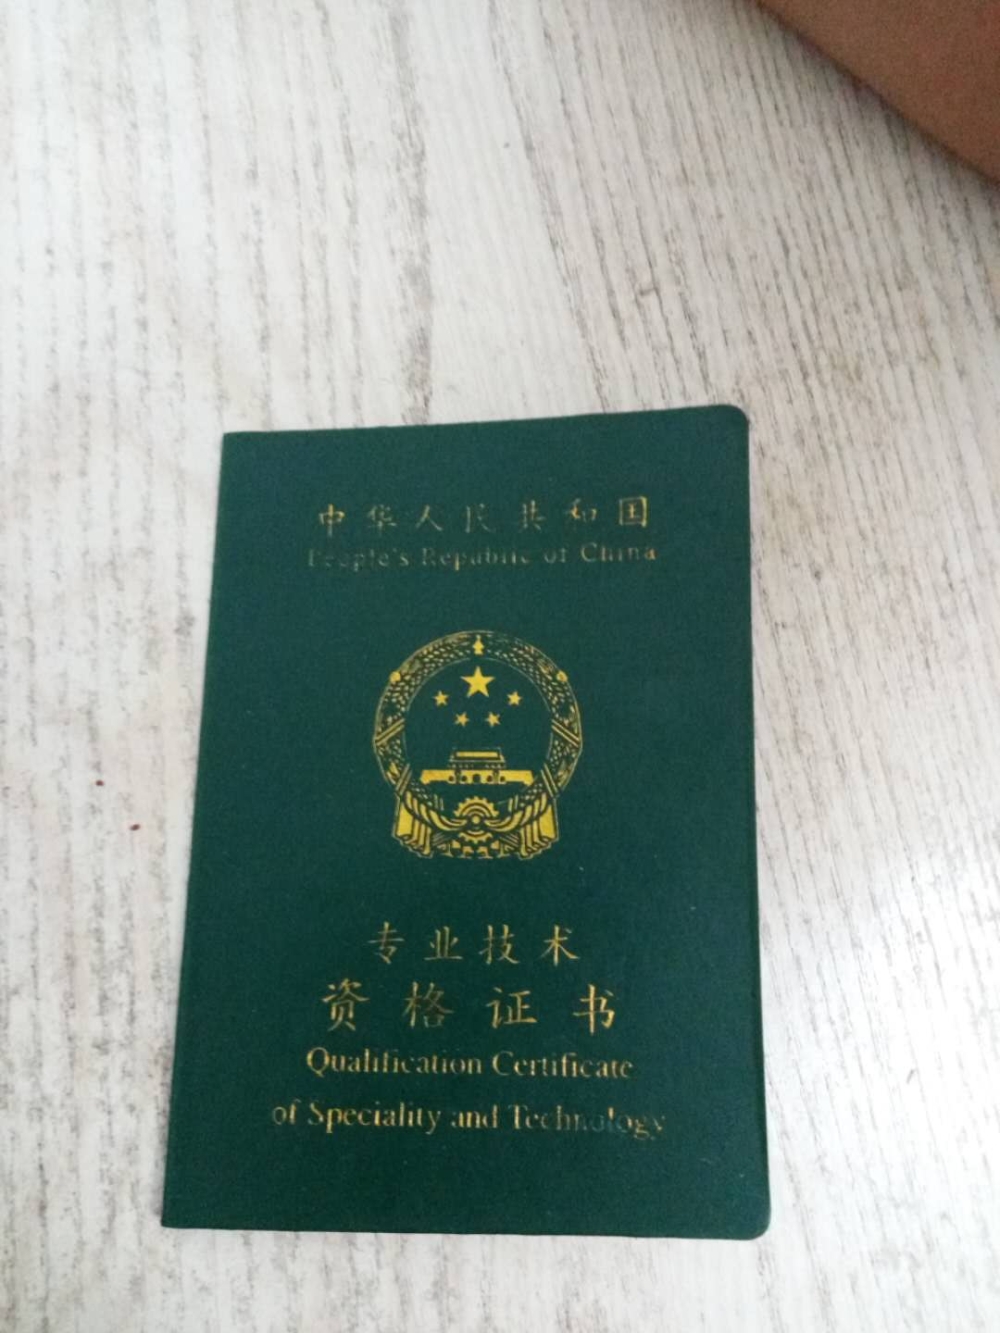 中华人民共和国
People's Republic of China
专业技术
资格证书
Qualification Certificate
of Speciality and Technology